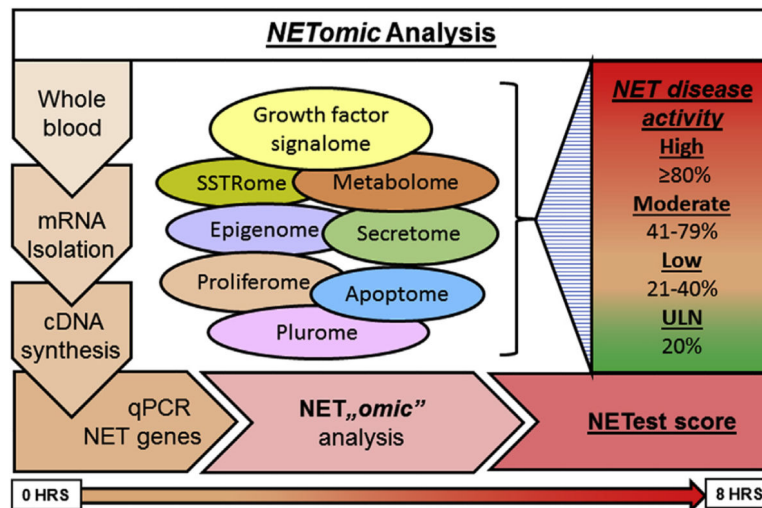 NETomic Analysis
Whole
blood
mRNA
Isolation
cDNA
synthesis
Growth factor
signalome
SSTRome
Metabolome
Epigenome
Secretome
Proliferome
Apoptome
Plurome
NET disease
activity
High
≥80%
Moderate
41-79%
Low
21-40%
ULN
20%
qPCR
NET genes
NET„omic”
analysis
NETest score
0 HRS
8 HRS